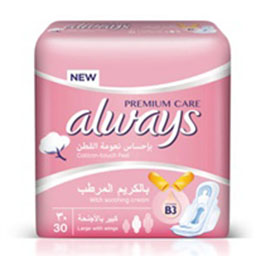 NEW
PREMIUM CARE
always
بإحساس نعومة القطن
Cotton-touch Feel
بالكريم المرطب
With soothing cream
B3
٣٠ كبير بالأجنحة
30 Large with wings